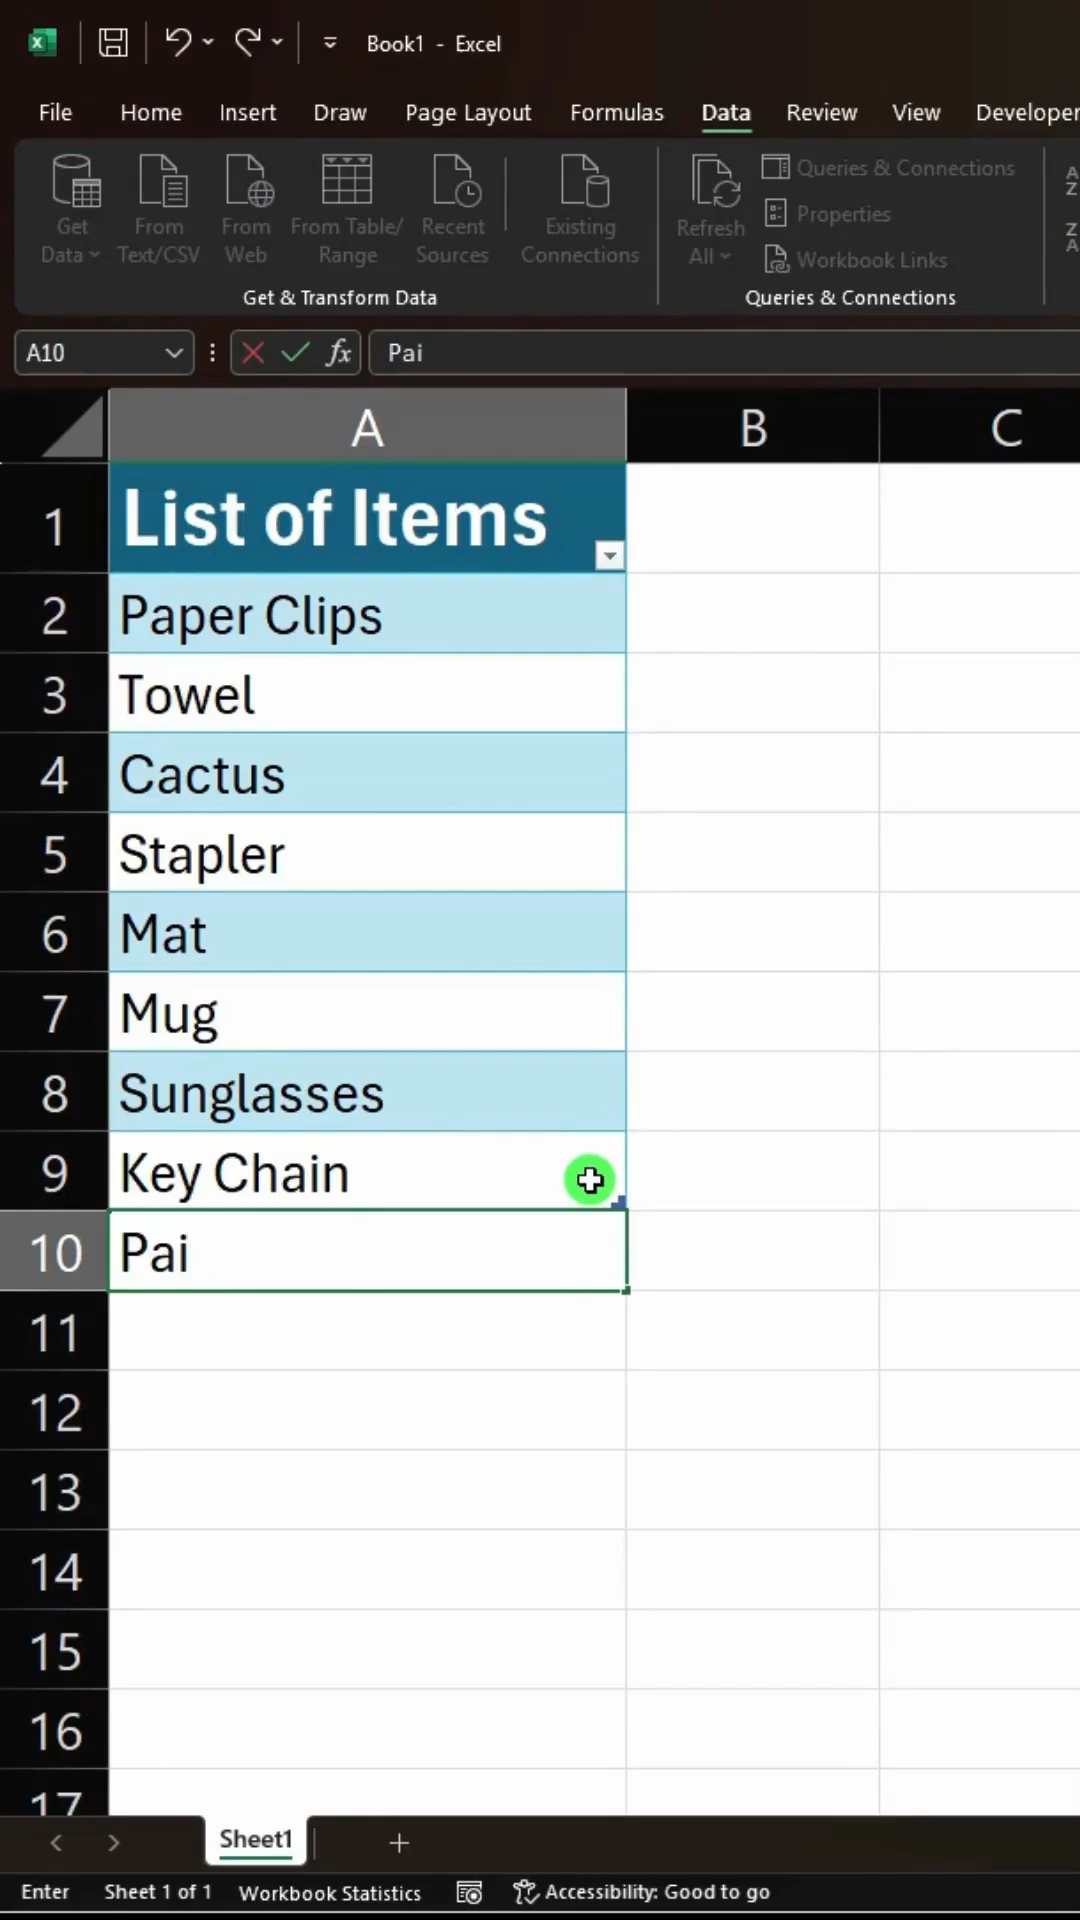 Book1 - Excel
File Home Insert Draw Page Layout Formulas Data Review View Developer
Get Data
From Text/CSV
From Web
From Table/ Range
Recent Sources
Existing Connections
Refresh All
Queries & Connections
Properties
Workbook Links
Get & Transform Data
Queries & Connections
A10 fx Pai
A B C
1 List of Items
2 Paper Clips
3 Towel
4 Cactus
5 Stapler
6 Mat
7 Mug
8 Sunglasses
9 Key Chain
10 Pai
11
12
13
14
15
16
17
Sheet1
Enter Sheet 1 of 1 Workbook Statistics Accessibility: Good to go